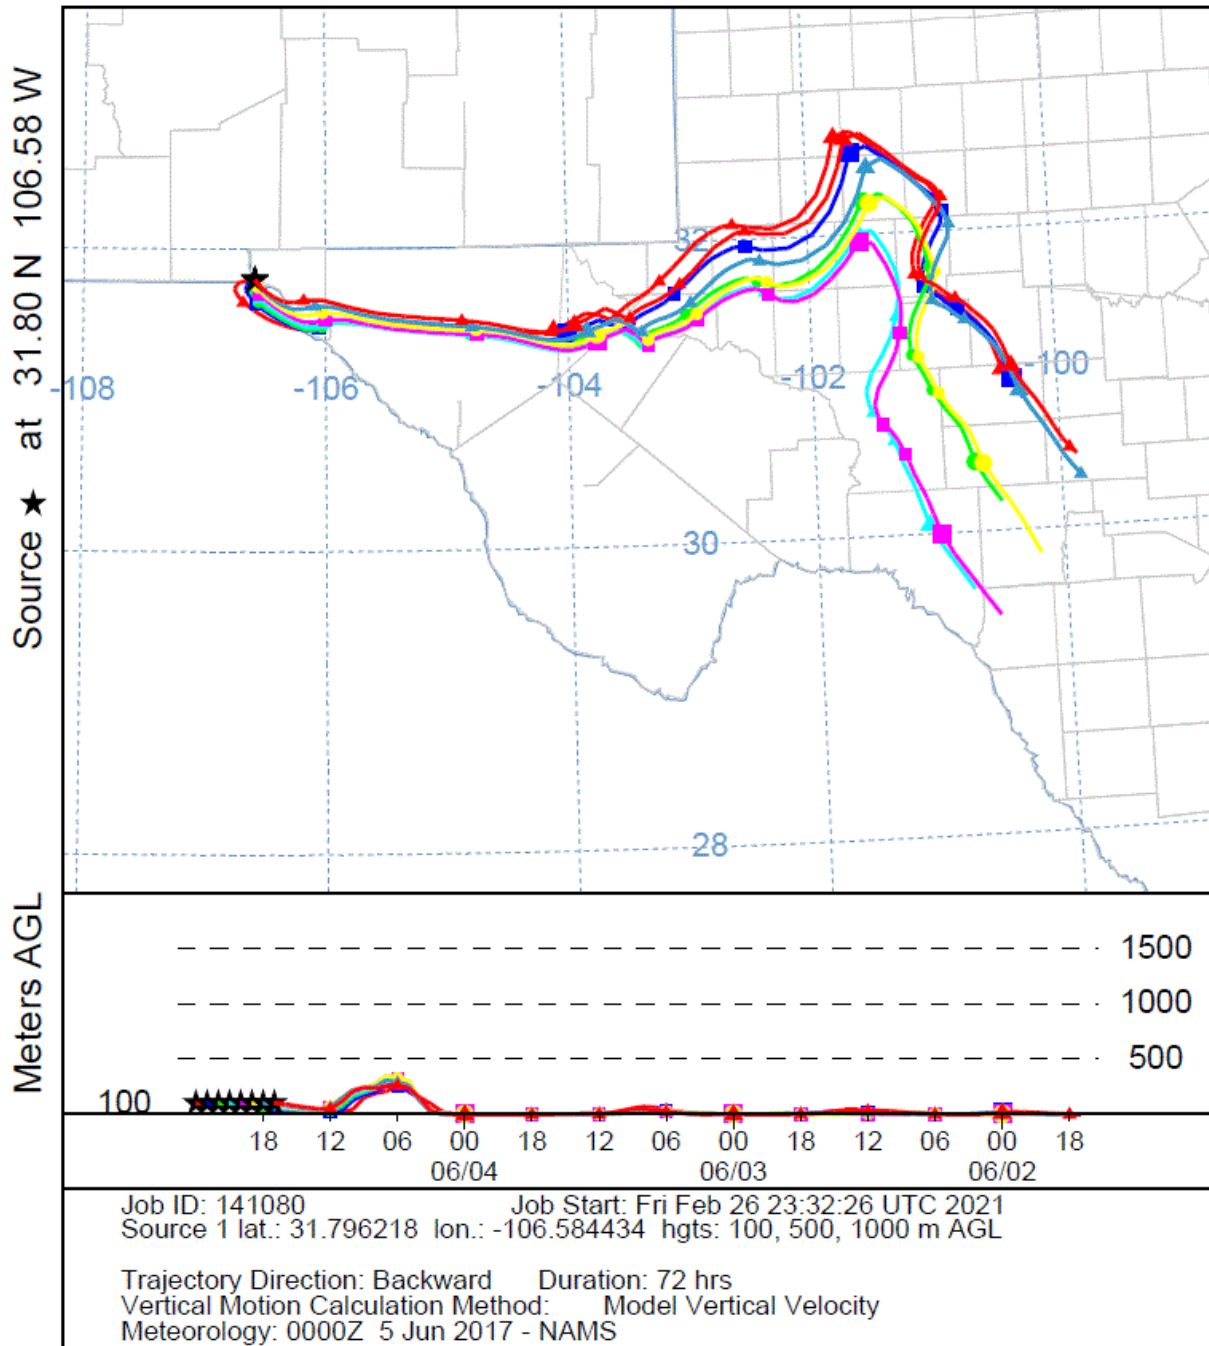 Source ★ at 31.80 N 106.58 W
32
-108
-106
-104
-102
-100
30
28
Meters AGL
1500
1000
500
100
18 12 06 00 18 12 06 00 18 12 06 00 18
06/04 06/03 06/02
Job ID: 141080 Job Start: Fri Feb 26 23:32:26 UTC 2021
Source 1 lat.: 31.796218 lon.: -106.584434 hgts: 100, 500, 1000 m AGL
Trajectory Direction: Backward Duration: 72 hrs
Vertical Motion Calculation Method: Model Vertical Velocity
Meteorology: 0000Z 5 Jun 2017 - NAMS